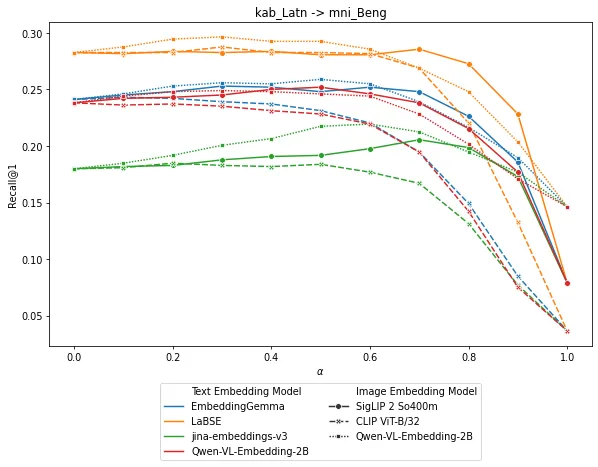 kab_Latn -> mni_Beng
Recall@1
0.30
0.25
0.20
0.15
0.10
0.05
0.0
0.2
0.4
0.6
0.8
1.0
α
Text Embedding Model
EmbeddingGemma
LaBSE
jina-embeddings-v3
Qwen-VL-Embedding-2B
Image Embedding Model
SigLIP 2 So400m
CLIP ViT-B/32
Qwen-VL-Embedding-2B